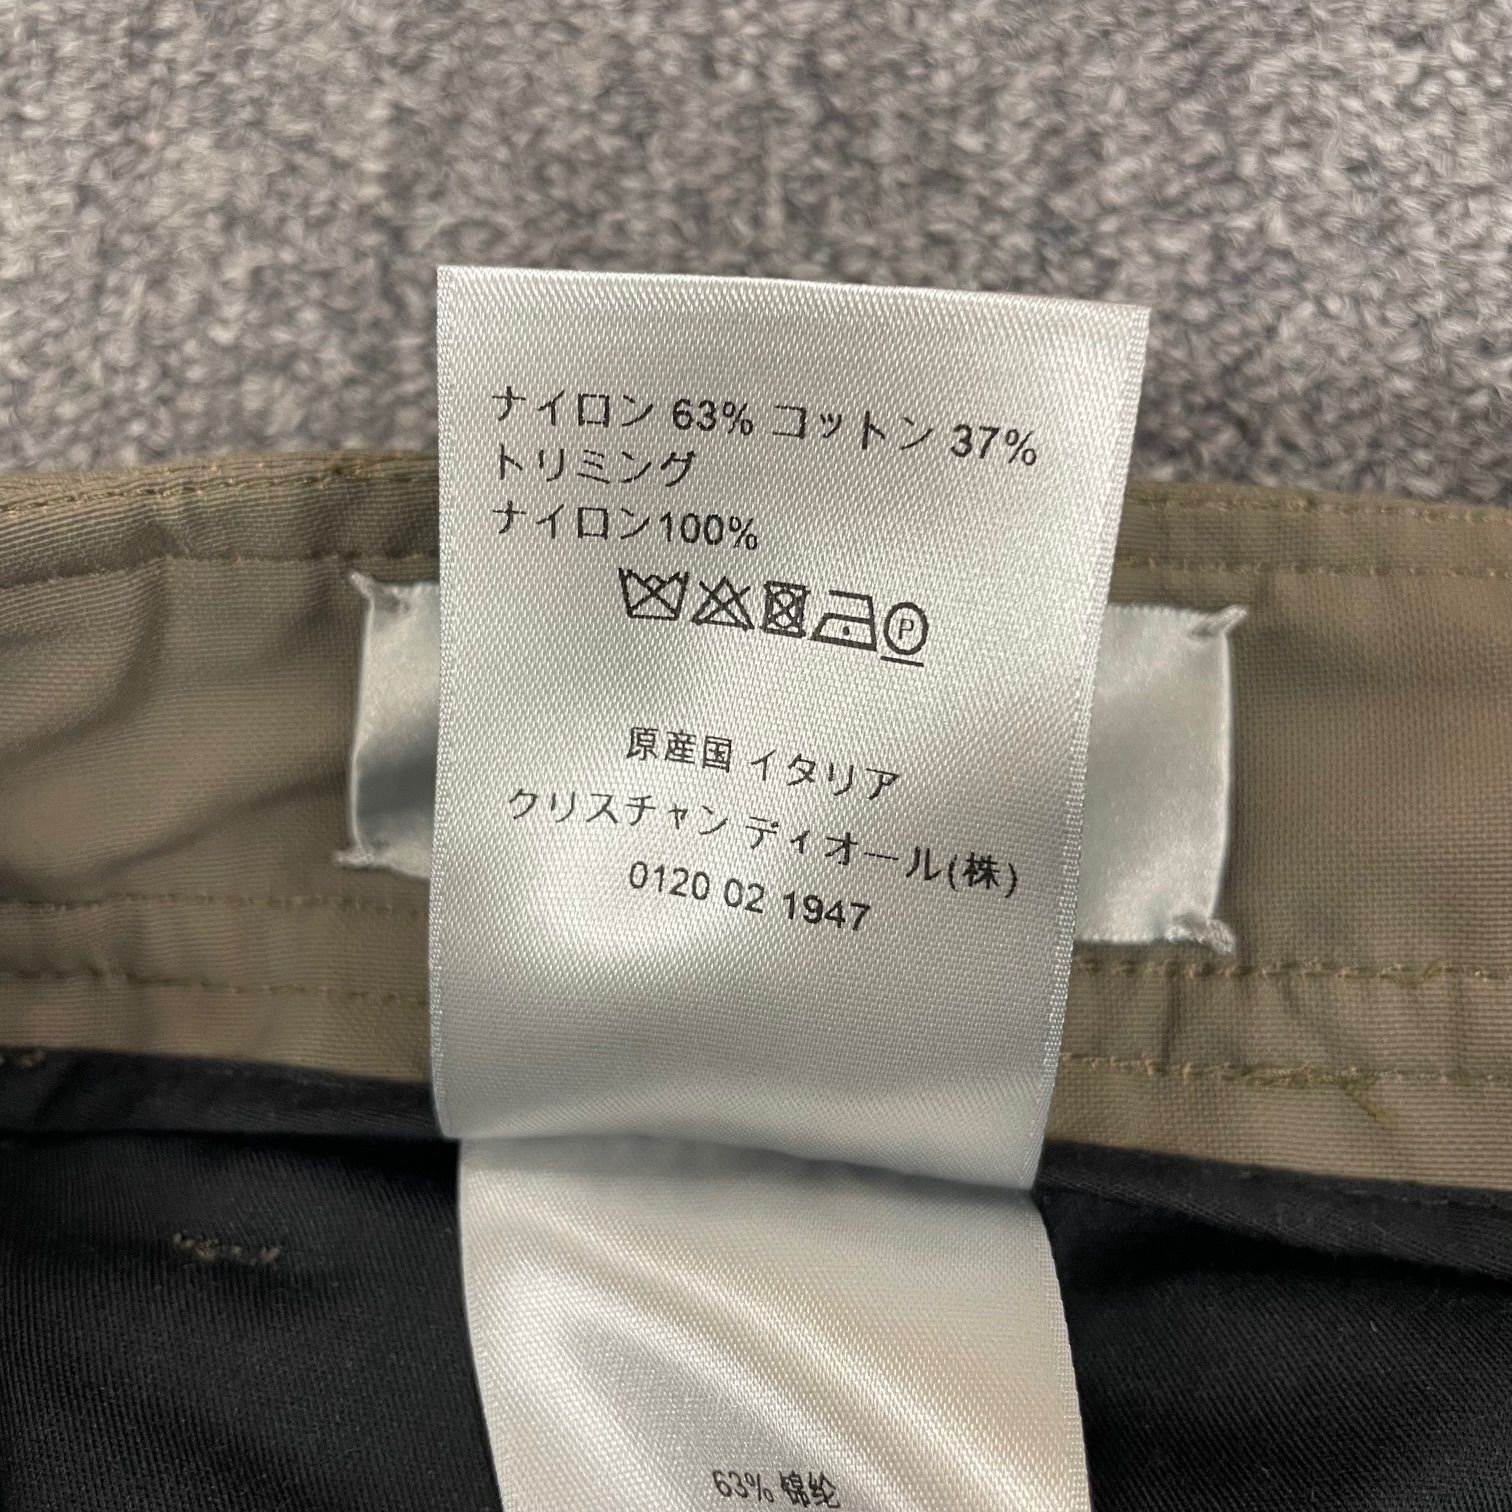 ナイロン 63% コットン 37%
トリミング
ナイロン100%
P
原産国 イタリア
クリスチャン ディオール(株)
0120 02 1947
63% 锦纶